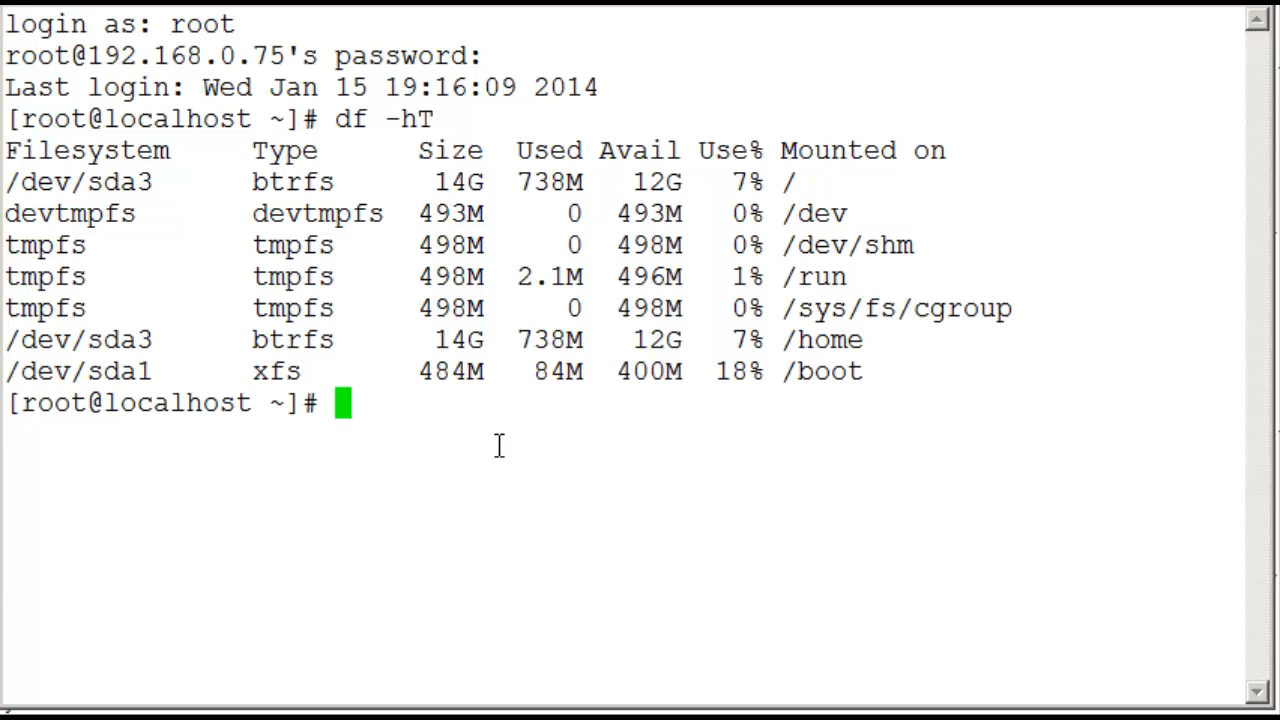 login as: root
root@192.168.0.75's password:
Last login: Wed Jan 15 19:16:09 2014
[root@localhost ~]# df -hT
Filesystem     Type      Size  Used Avail Use% Mounted on
/dev/sda3      btrfs      14G  738M   12G   7% /
devtmpfs       devtmpfs  493M     0  493M   0% /dev
tmpfs          tmpfs     498M     0  498M   0% /dev/shm
tmpfs          tmpfs     498M  2.1M  496M   1% /run
tmpfs          tmpfs     498M     0  498M   0% /sys/fs/cgroup
/dev/sda3      btrfs      14G  738M   12G   7% /home
/dev/sda1      xfs       484M   84M  400M  18% /boot
[root@localhost ~]#